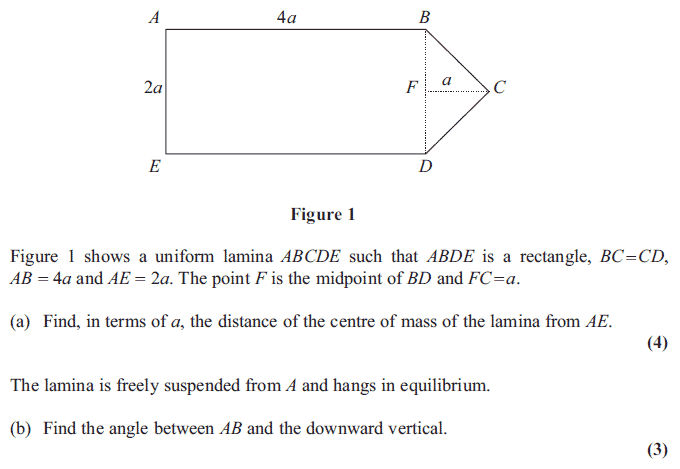 A 4a B
2a F a C
E D
Figure 1
Figure 1 shows a uniform lamina ABCDE such that ABDE is a rectangle, BC=CD,
AB = 4a and AE = 2a. The point F is the midpoint of BD and FC=a.
(a) Find, in terms of a, the distance of the centre of mass of the lamina from AE.
(4)
The lamina is freely suspended from A and hangs in equilibrium.
(b) Find the angle between AB and the downward vertical.
(3)